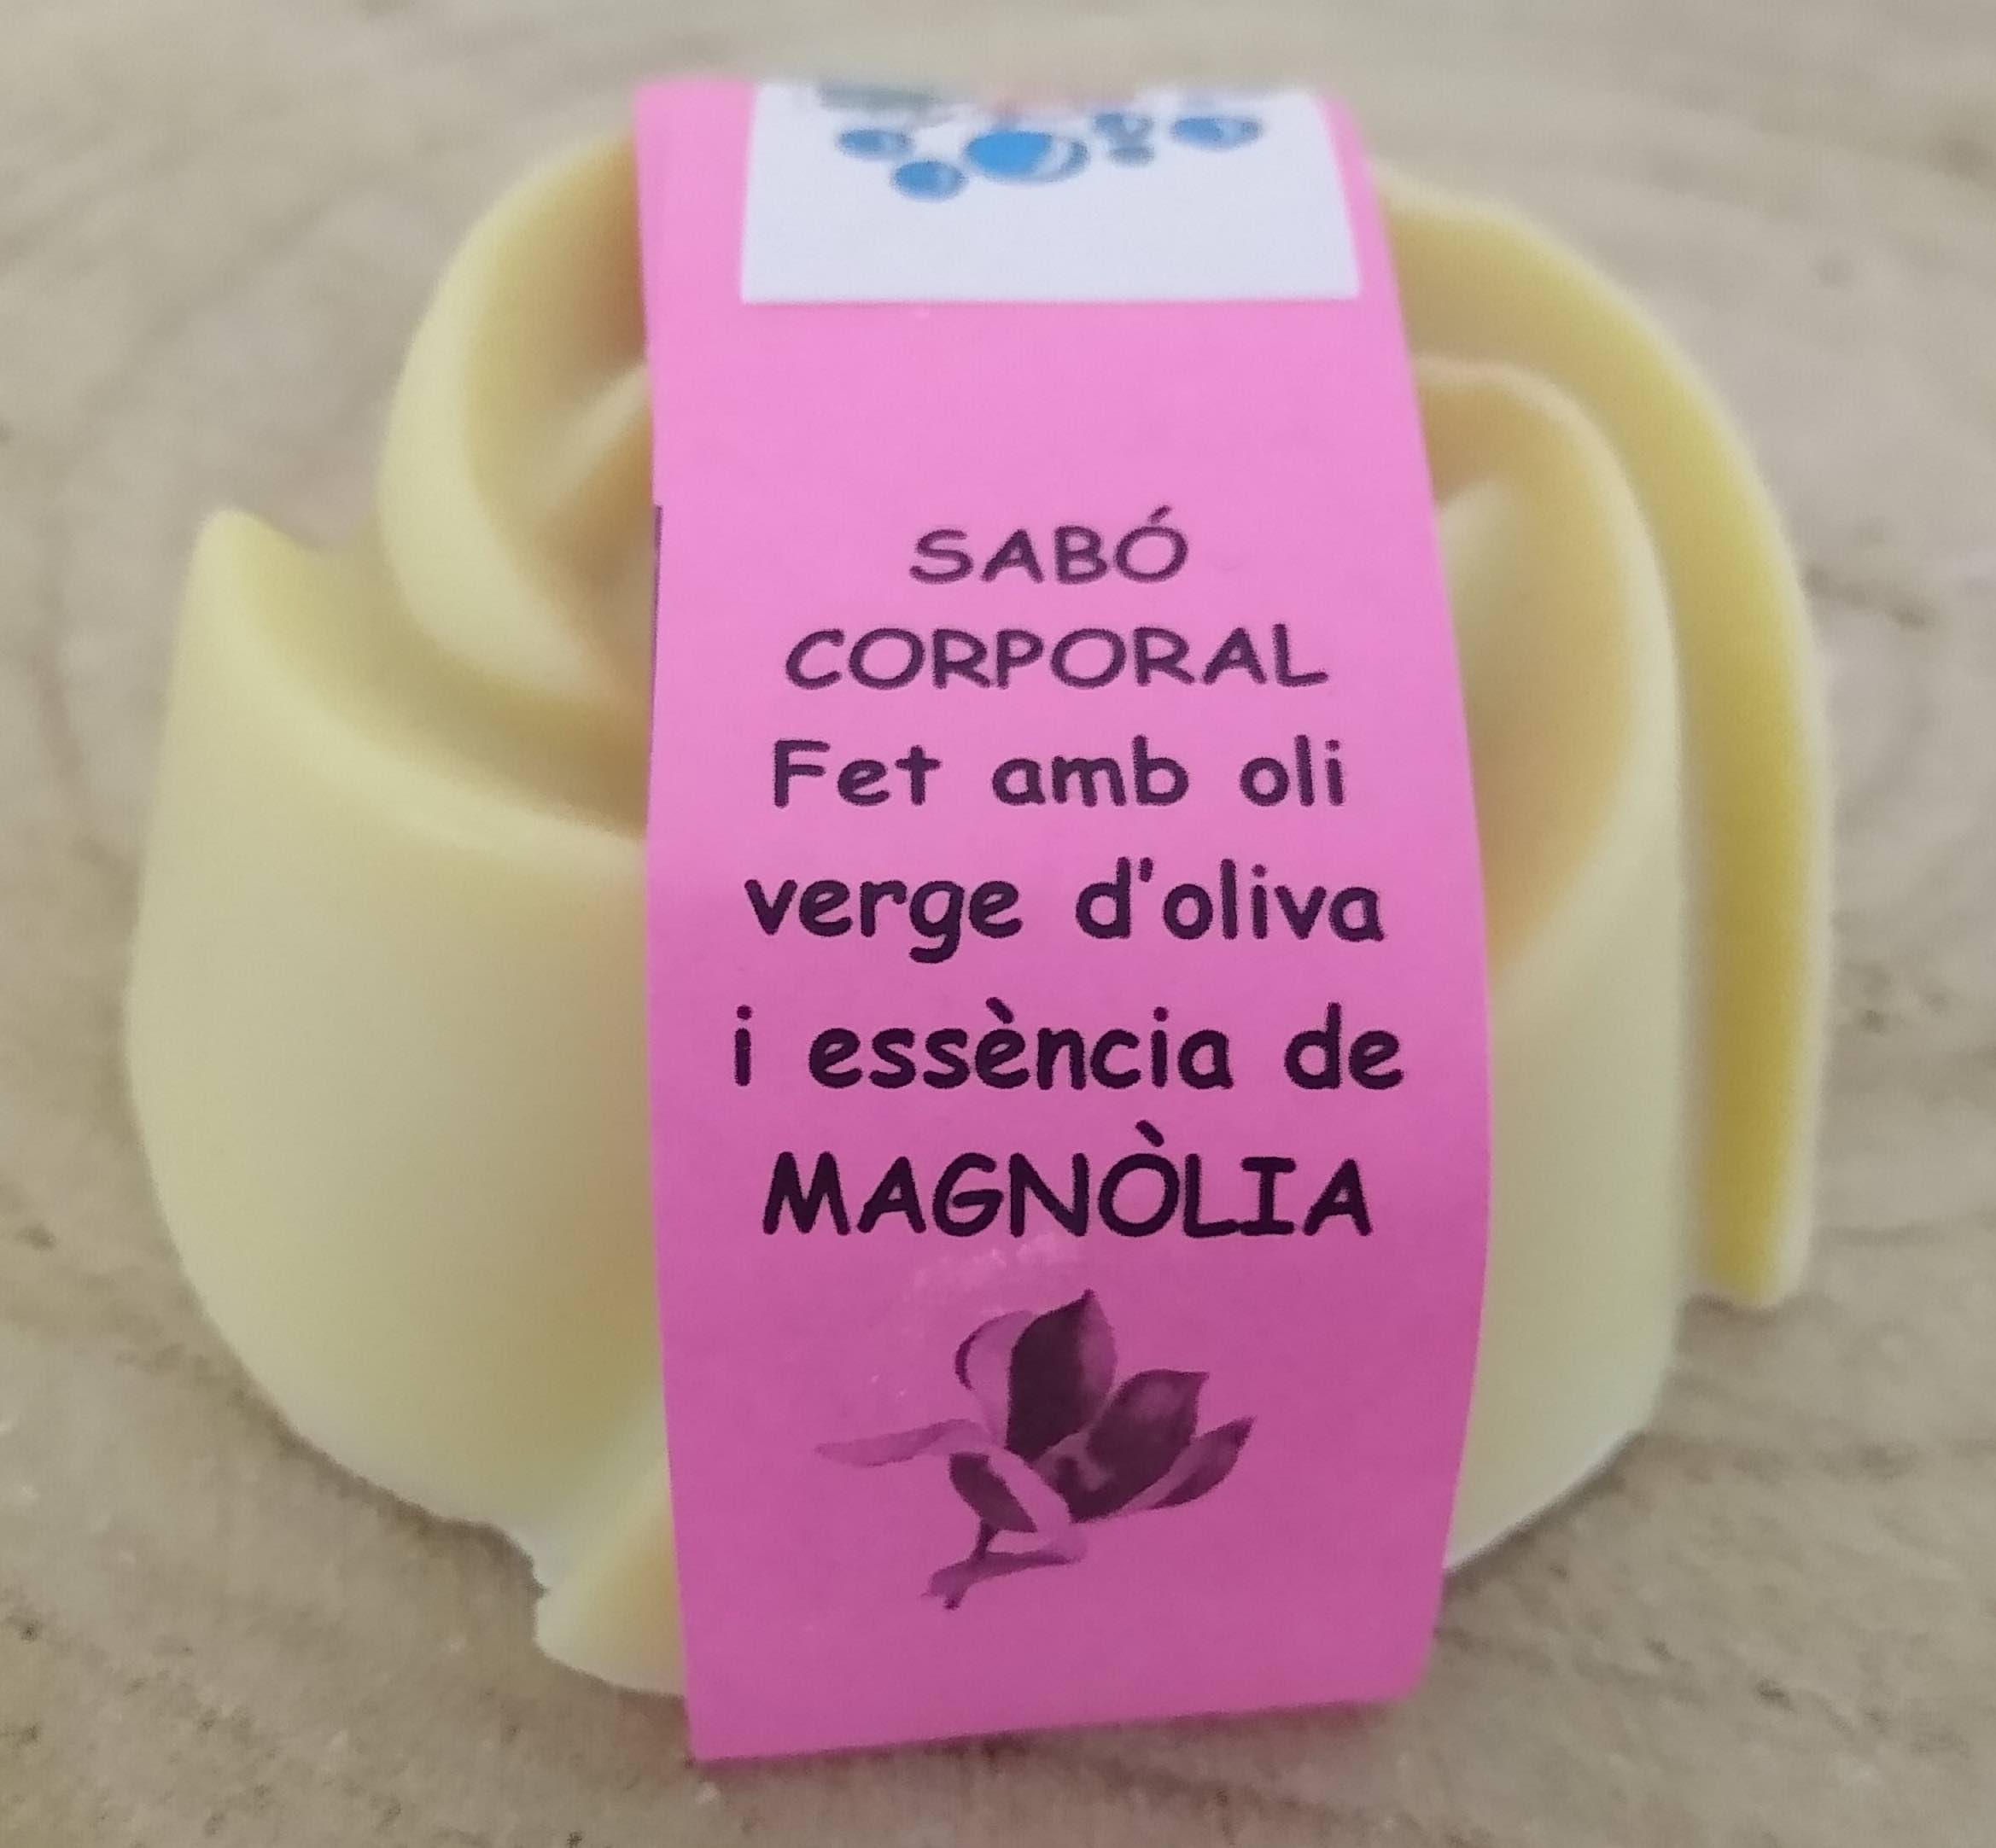 SABÓ
CORPORAL
Fet amb oli
verge d'oliva
i essència de
MAGNÒLIA